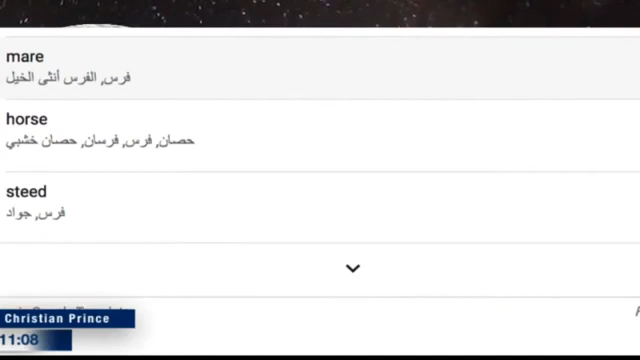 mare
فرس, الفرس أنثى الخيل
horse
حصان, فرس, فرسان, حصان خشبي
steed
فرس, جواد
Christian Prince
11:08